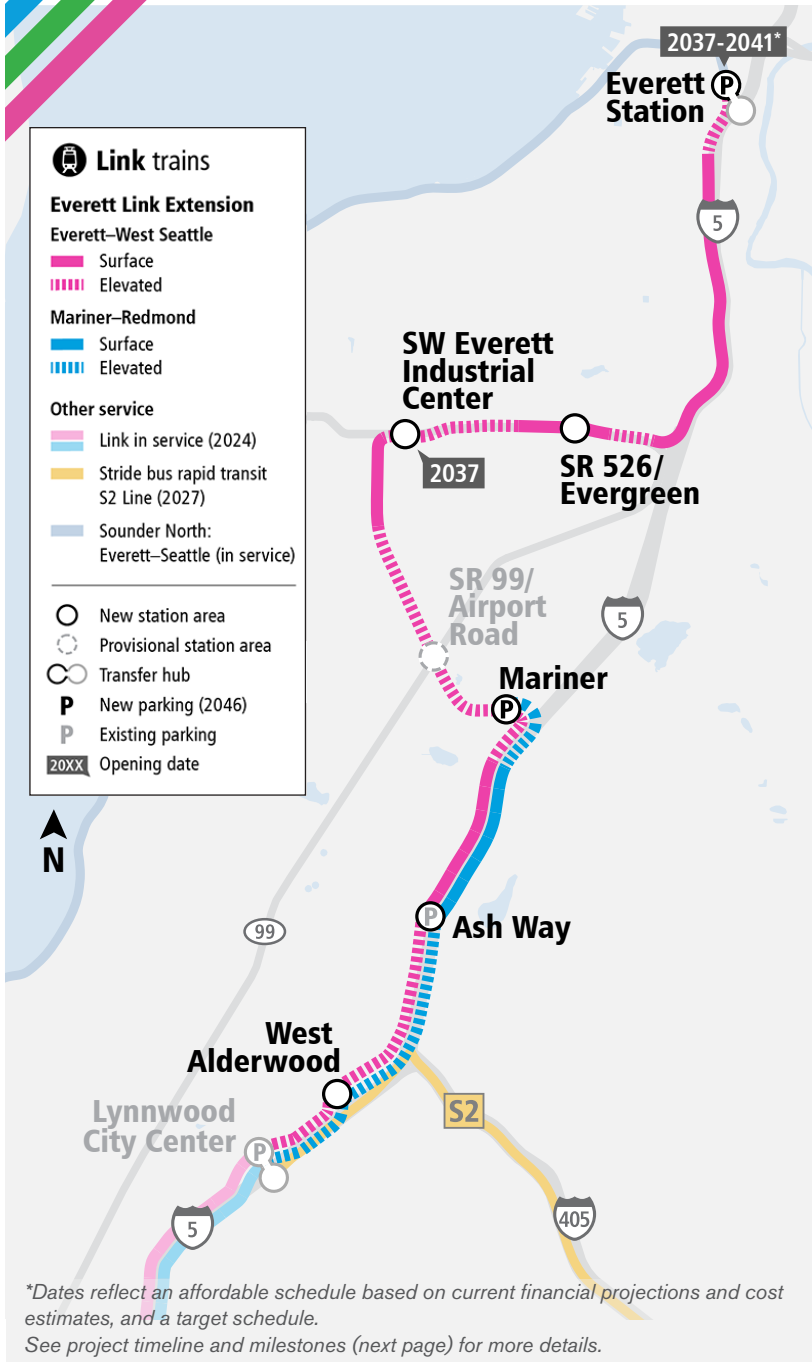 2037-2041*
Everett
Station
5
Link trains
Everett Link Extension
Everett–West Seattle
Surface
Elevated
Mariner–Redmond
Surface
Elevated
Other service
Link in service (2024)
Stride bus rapid transit
S2 Line (2027)
Sounder North:
Everett–Seattle (in service)
New station area
Provisional station area
Transfer hub
P New parking (2046)
P Existing parking
20XX Opening date
N
SW Everett
Industrial
Center
2037
SR 526/
Evergreen
SR 99/
Airport
Road
5
Mariner
P
P
Ash Way
99
West
Alderwood
Lynnwood
City Center
P
S2
5
405
P
*Dates reflect an affordable schedule based on current financial projections and cost
estimates, and a target schedule.
See project timeline and milestones (next page) for more details.